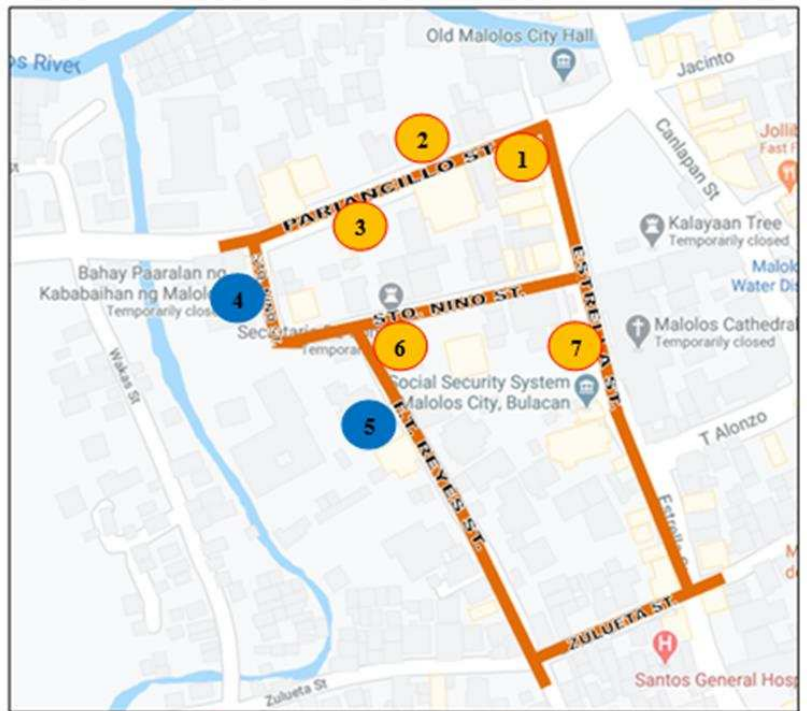 Old Malolos City Hall
os River
Jacinto
Jollib
Fast F
2
PARIANCILLO ST.
1
Canlapan St
3
Kalayaan Tree
Temporarily closed
Bahay Paaralan ng
Kababaihan ng Malolo
Temporarily close
4
STO. NINO ST.
ESTRELLA ST.
Malolo
Water Dis
Temporar
6
7
Malolos Cathedral
Temporarily closed
Wakas St
Social Security System
Malolos City, Bulacan
5
F.T. REYES ST.
T Alonzo
M
de
ZULUETA ST.
Zulueta St
Santos General Hosp